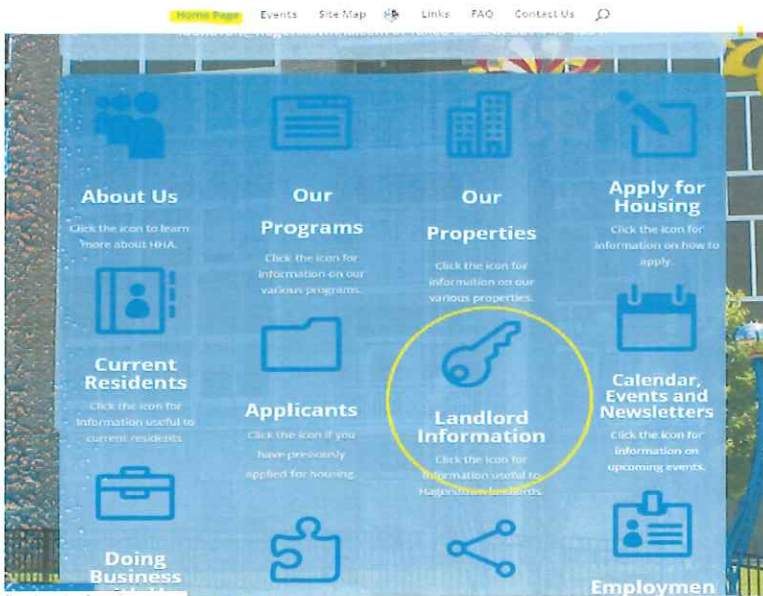 Home Page Events Site Map Links FAQ Contact Us
About Us
Click the icon to learn
more about HHA.
Our
Programs
Click the icon for
information on our
various programs.
Our
Properties
Click the icon for
information on our
various properties.
Apply for
Housing
Click the icon for
information on how to
apply.
Current
Residents
Click the icon for
information useful to
current residents.
Applicants
Click the icon if you
have previously
applied for housing.
Landlord
Information
Click the icon for
information useful to
Hagerstown landlords.
Calendar,
Events and
Newsletters
Click the icon for
information on
upcoming events.
Doing
Business
Employmen